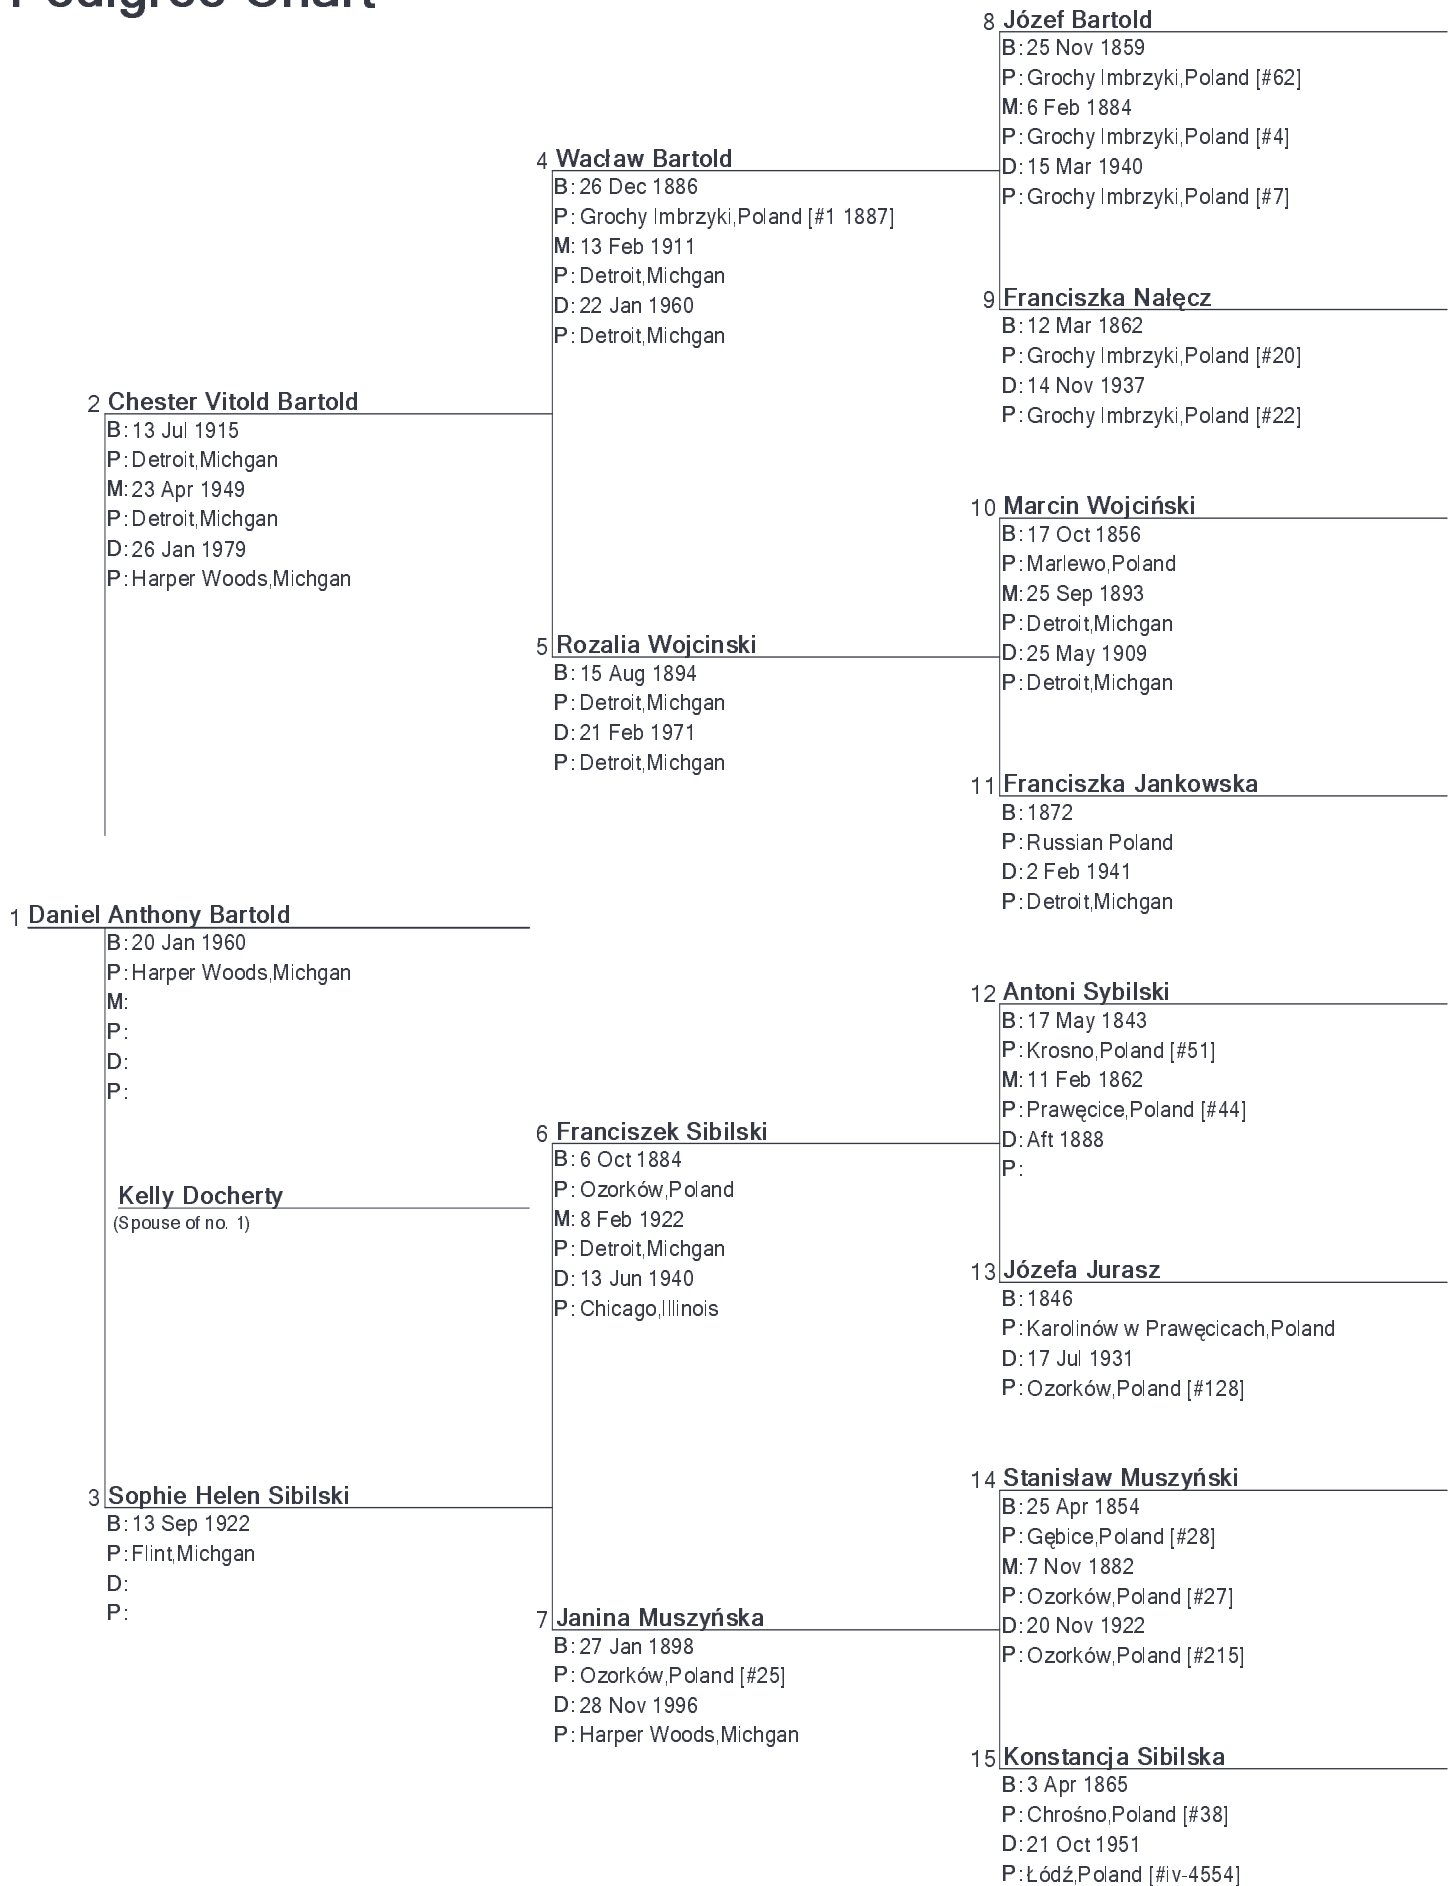 Pedigree Chart
8 Józef Bartold
B: 25 Nov 1859
P: Grochy Imbrzyki,Poland [#62]
M: 6 Feb 1884
P: Grochy Imbrzyki,Poland [#4]
D: 15 Mar 1940
P: Grochy Imbrzyki,Poland [#7]
4 Wacław Bartold
B: 26 Dec 1886
P: Grochy Imbrzyki,Poland [#1 1887]
M: 13 Feb 1911
P: Detroit,Michgan
D: 22 Jan 1960
P: Detroit,Michgan
9 Franciszka Nałęcz
B: 12 Mar 1862
P: Grochy Imbrzyki,Poland [#20]
D: 14 Nov 1937
P: Grochy Imbrzyki,Poland [#22]
2 Chester Vitold Bartold
B: 13 Jul 1915
P: Detroit,Michgan
M: 23 Apr 1949
P: Detroit,Michgan
D: 26 Jan 1979
P: Harper Woods,Michgan
10 Marcin Wojciński
B: 17 Oct 1856
P: Marlewo,Poland
M: 25 Sep 1893
P: Detroit,Michgan
D: 25 May 1909
P: Detroit,Michgan
5 Rozalia Wojcinski
B: 15 Aug 1894
P: Detroit,Michgan
D: 21 Feb 1971
P: Detroit,Michgan
11 Franciszka Jankowska
B: 1872
P: Russian Poland
D: 2 Feb 1941
P: Detroit,Michgan
1 Daniel Anthony Bartold
B: 20 Jan 1960
P: Harper Woods,Michgan
M:
P:
D:
P:
Kelly Docherty
(Spouse of no. 1)
12 Antoni Sybilski
B: 17 May 1843
P: Krosno,Poland [#51]
M: 11 Feb 1862
P: Prawęcice,Poland [#44]
D: Aft 1888
P:
6 Franciszek Sibilski
B: 6 Oct 1884
P: Ozorków,Poland
M: 8 Feb 1922
P: Detroit,Michgan
D: 13 Jun 1940
P: Chicago,Illinois
13 Józefa Jurasz
B: 1846
P: Karolinów w Prawęcicach,Poland
D: 17 Jul 1931
P: Ozorków,Poland [#128]
3 Sophie Helen Sibilski
B: 13 Sep 1922
P: Flint,Michgan
D:
P:
14 Stanisław Muszyński
B: 25 Apr 1854
P: Gębice,Poland [#28]
M: 7 Nov 1882
P: Ozorków,Poland [#27]
D: 20 Nov 1922
P: Ozorków,Poland [#215]
7 Janina Muszyńska
B: 27 Jan 1898
P: Ozorków,Poland [#25]
D: 28 Nov 1996
P: Harper Woods,Michgan
15 Konstancja Sibilska
B: 3 Apr 1865
P: Chrośno,Poland [#38]
D: 21 Oct 1951
P: Łódź,Poland [#iv-4554]